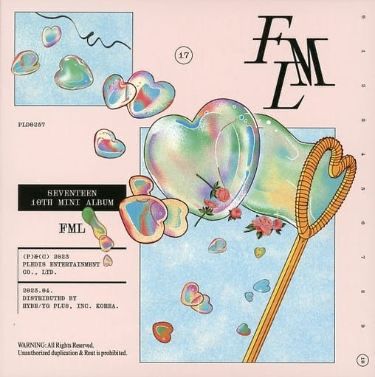 FML
17
PLD0257
SEVENTEEN
10TH MINI ALBUM
FML
(P)&(C) 2023
PLEDIS ENTERTAINMENT
CO., LTD.
2023.04.
DISTRIBUTED BY
HYBE/YG PLUS, INC. KOREA.
WARNING: All Rights Reserved.
Unauthorized duplication & Rent is prohibited.